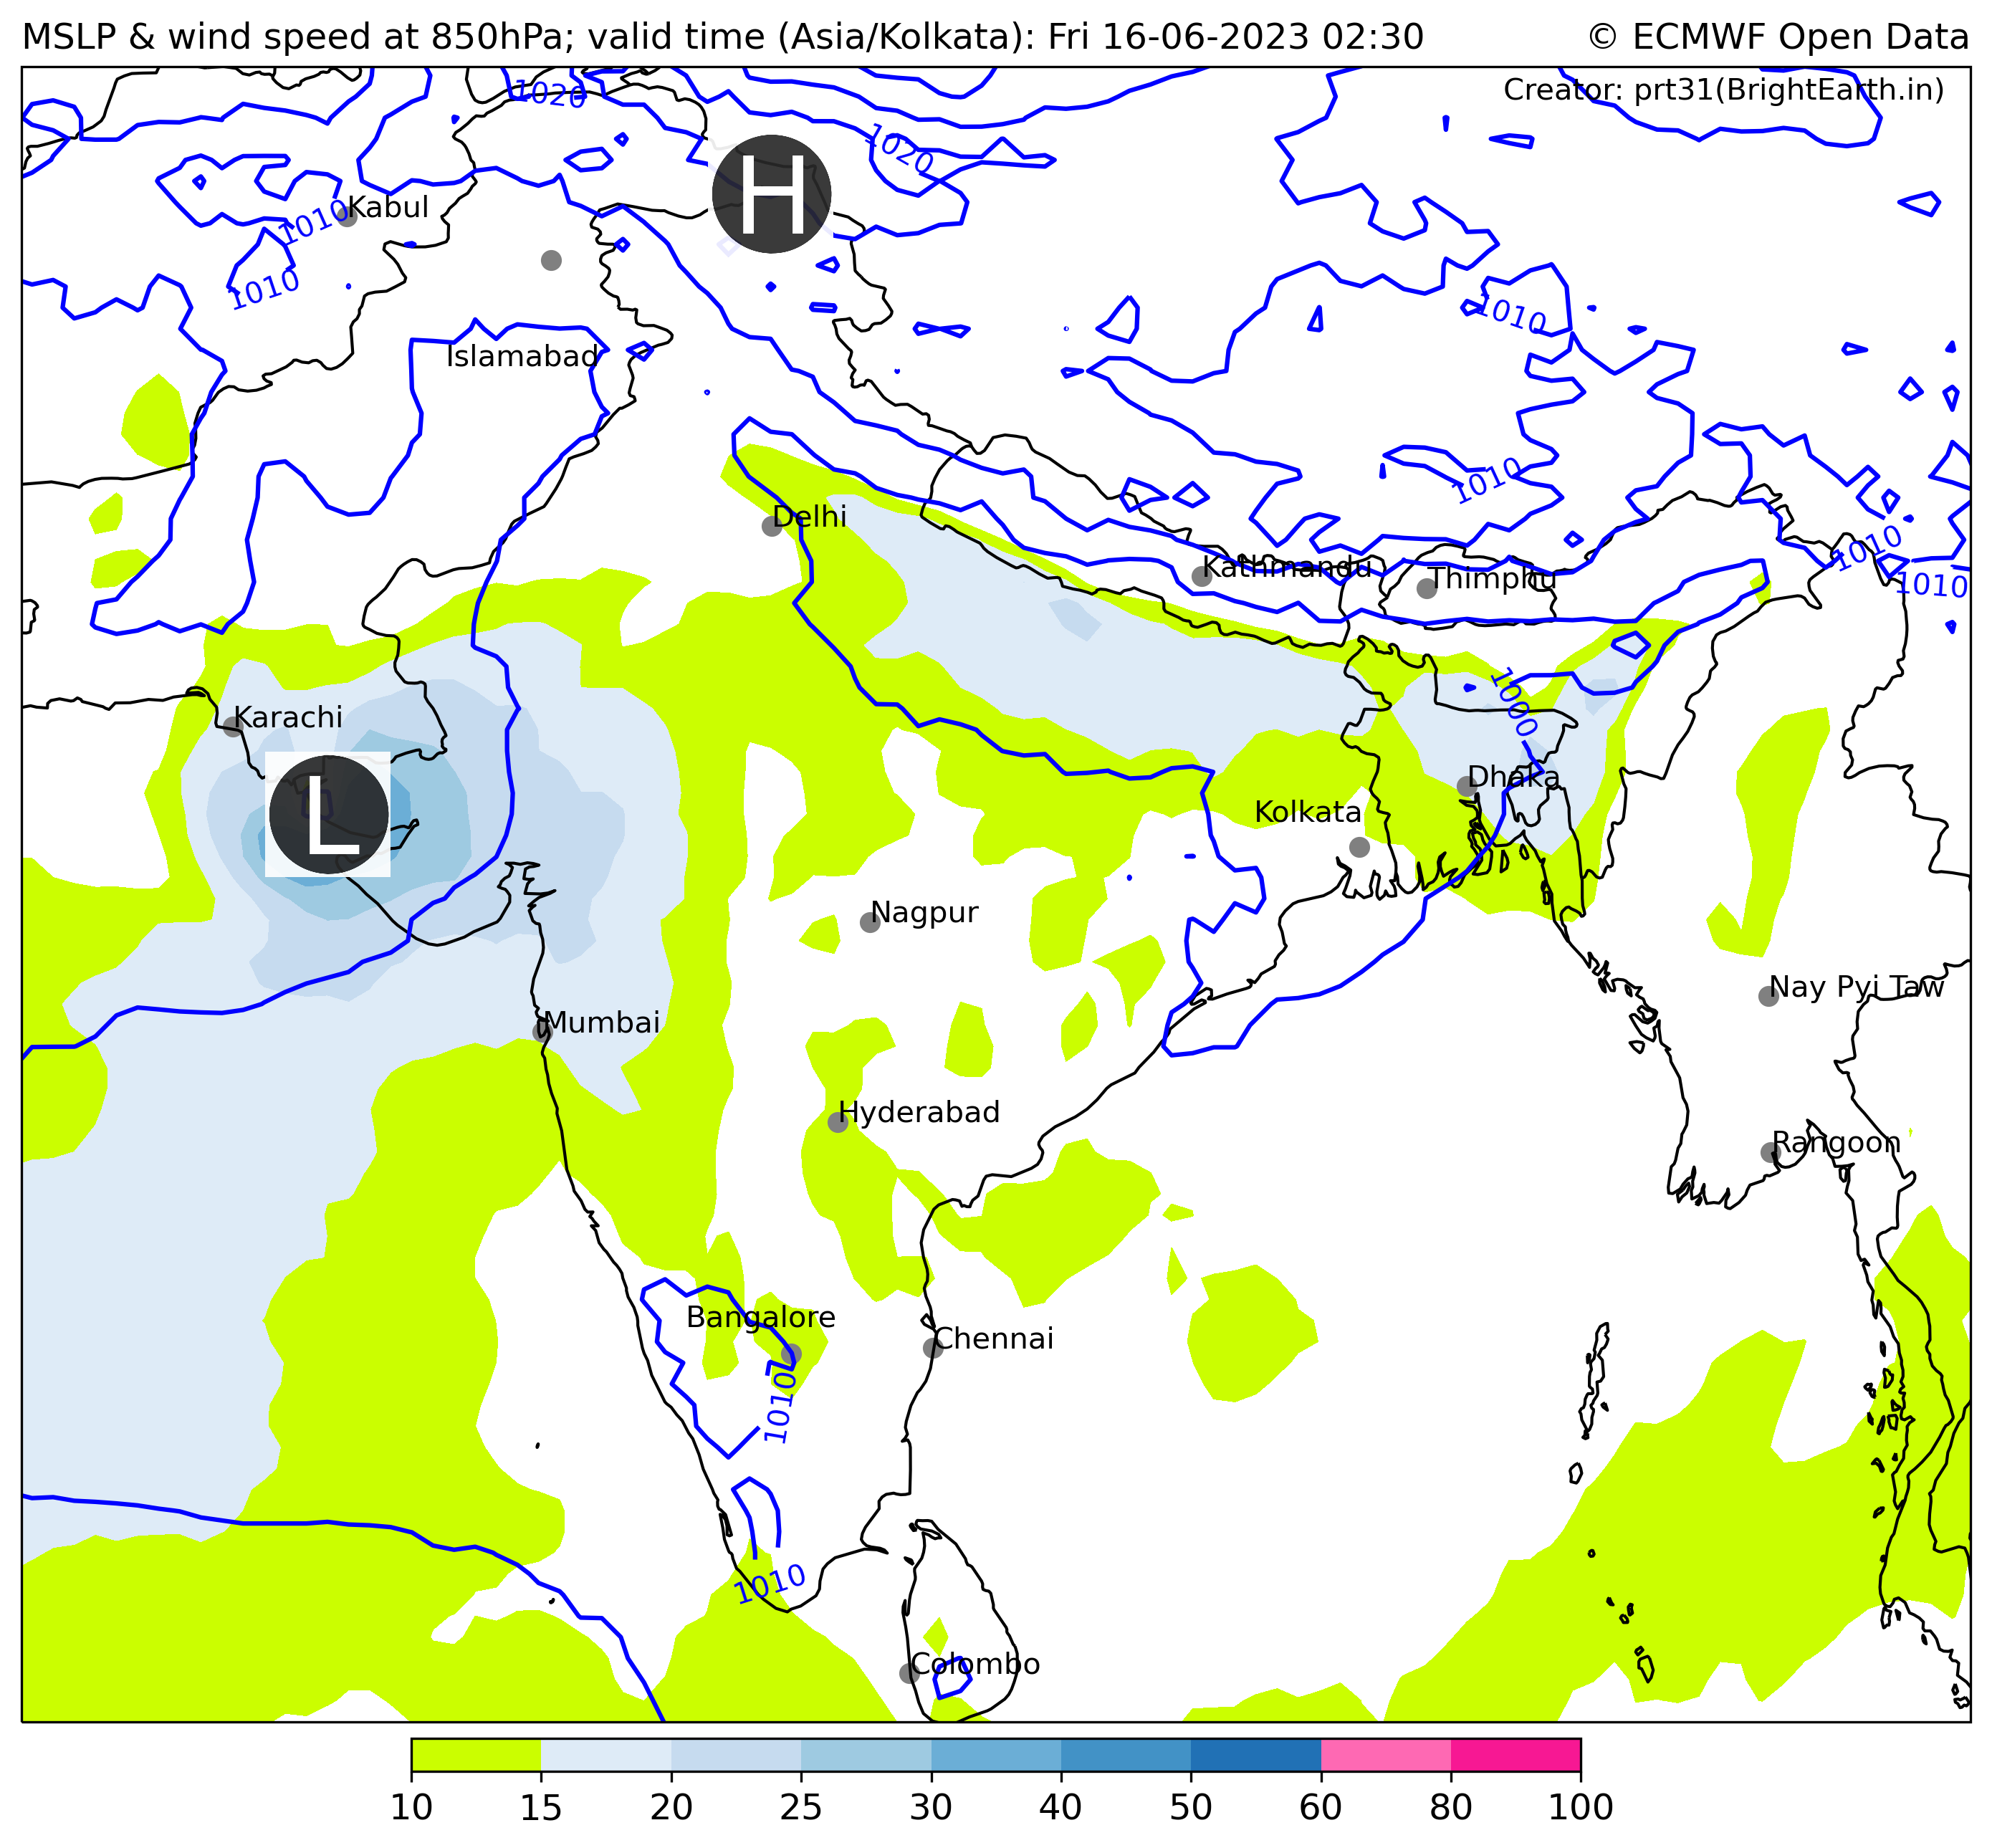 MSLP & wind speed at 850hPa; valid time (Asia/Kolkata): Fri 16-06-2023 02:30
© ECMWF Open Data
Creator: prt31(BrightEarth.in)
1020
1020
H
Kabul
1010
1010
1010
Islamabad
1010
Delhi
1010
Kathmandu
Thimphu
1010
Karachi
1000
L
Dhaka
Kolkata
Nagpur
Nay Pyi Taw
Mumbai
Hyderabad
Rangoon
Bangalore
Chennai
1010
1010
Colombo
10 15 20 25 30 40 50 60 80 100